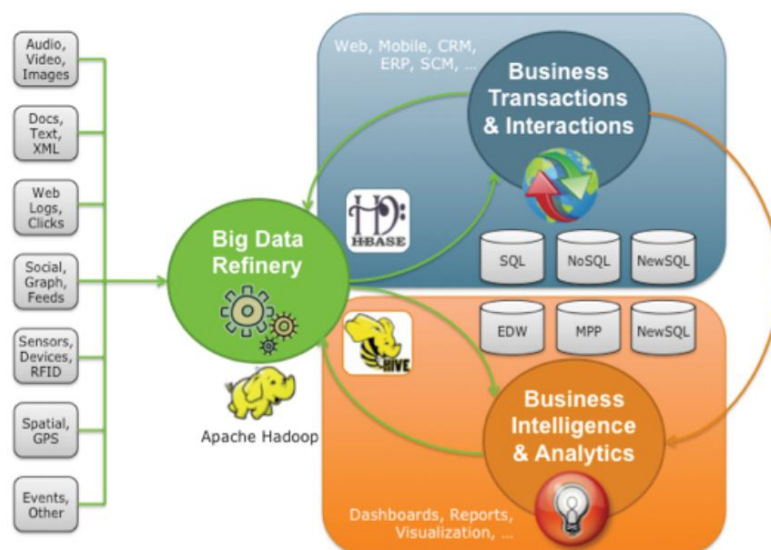 Audio,
Video,
Images
Docs,
Text,
XML
Web
Logs,
Clicks
Social,
Graph,
Feeds
Sensors,
Devices,
RFID
Spatial,
GPS
Events,
Other
Big Data
Refinery
Apache Hadoop
Web, Mobile, CRM,
ERP, SCM, ...
Business
Transactions
& Interactions
HBASE
SQL
NoSQL
NewSQL
EDW
MPP
NewSQL
HIVE
Business
Intelligence
& Analytics
Dashboards, Reports,
Visualization, ...